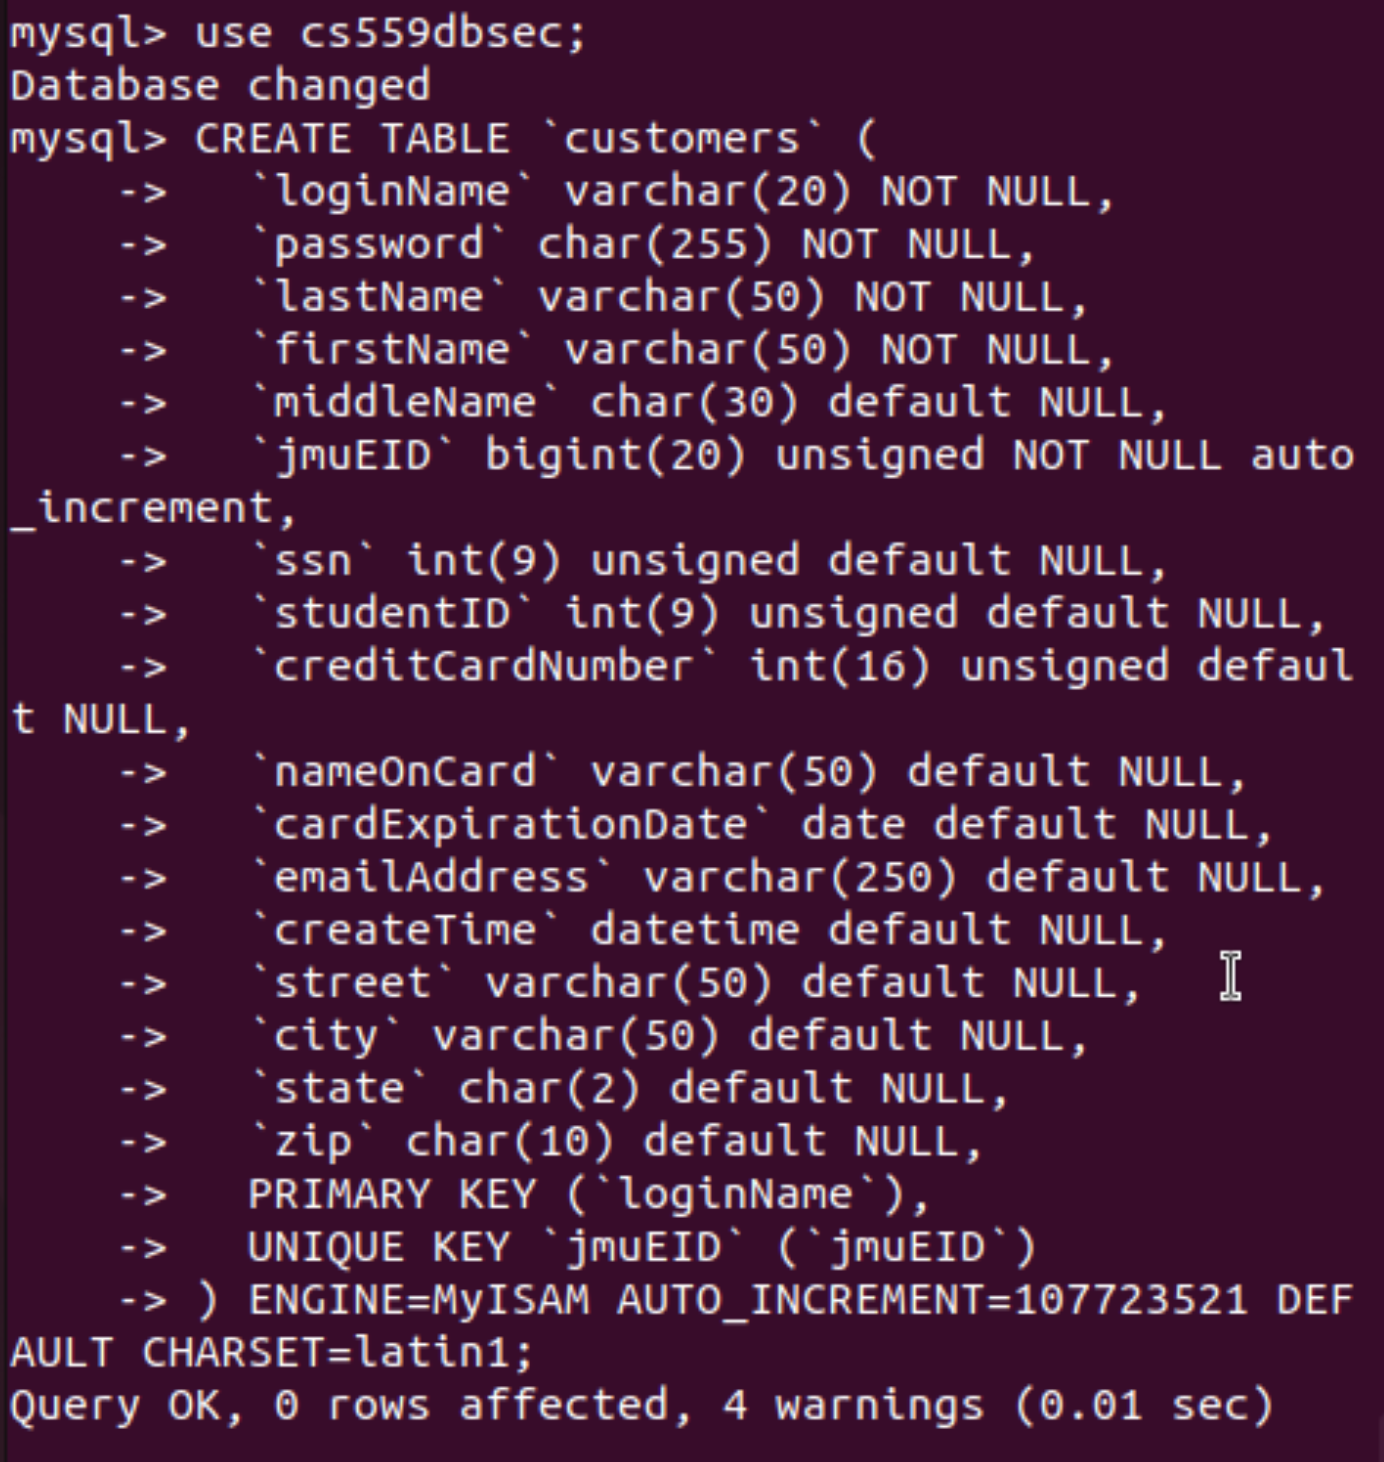 mysql> use cs559dbsec;
Database changed
mysql> CREATE TABLE `customers` (
    ->   `loginName` varchar(20) NOT NULL,
    ->   `password` char(255) NOT NULL,
    ->   `lastName` varchar(50) NOT NULL,
    ->   `firstName` varchar(50) NOT NULL,
    ->   `middleName` char(30) default NULL,
    ->   `jmuEID` bigint(20) unsigned NOT NULL auto
_increment,
    ->   `ssn` int(9) unsigned default NULL,
    ->   `studentID` int(9) unsigned default NULL,
    ->   `creditCardNumber` int(16) unsigned defaul
t NULL,
    ->   `nameOnCard` varchar(50) default NULL,
    ->   `cardExpirationDate` date default NULL,
    ->   `emailAddress` varchar(250) default NULL,
    ->   `createTime` datetime default NULL,
    ->   `street` varchar(50) default NULL,
    ->   `city` varchar(50) default NULL,
    ->   `state` char(2) default NULL,
    ->   `zip` char(10) default NULL,
    ->   PRIMARY KEY (`loginName`),
    ->   UNIQUE KEY `jmuEID` (`jmuEID`)
    -> ) ENGINE=MyISAM AUTO_INCREMENT=107723521 DEF
AULT CHARSET=latin1;
Query OK, 0 rows affected, 4 warnings (0.01 sec)